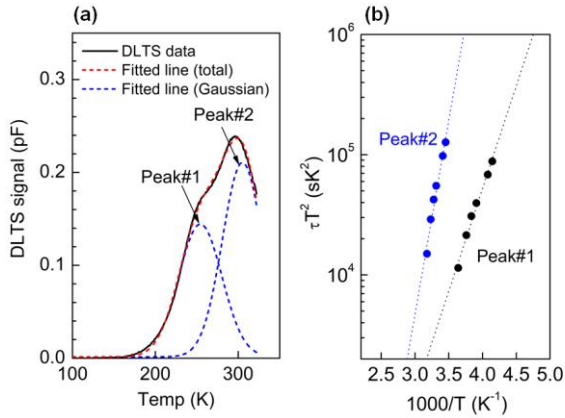 (a)
DLTS data
Fitted line (total)
Fitted line (Gaussian)
Peak#2
Peak#1
0.3
0.2
0.1
0.0
DLTS signal (pF)
100 200 300
Temp (K)
(b)
10^6
10^5
10^4
τT^2 (sK^2)
Peak#2
Peak#1
2.5 3.0 3.5 4.0 4.5 5.0
1000/T (K^-1)